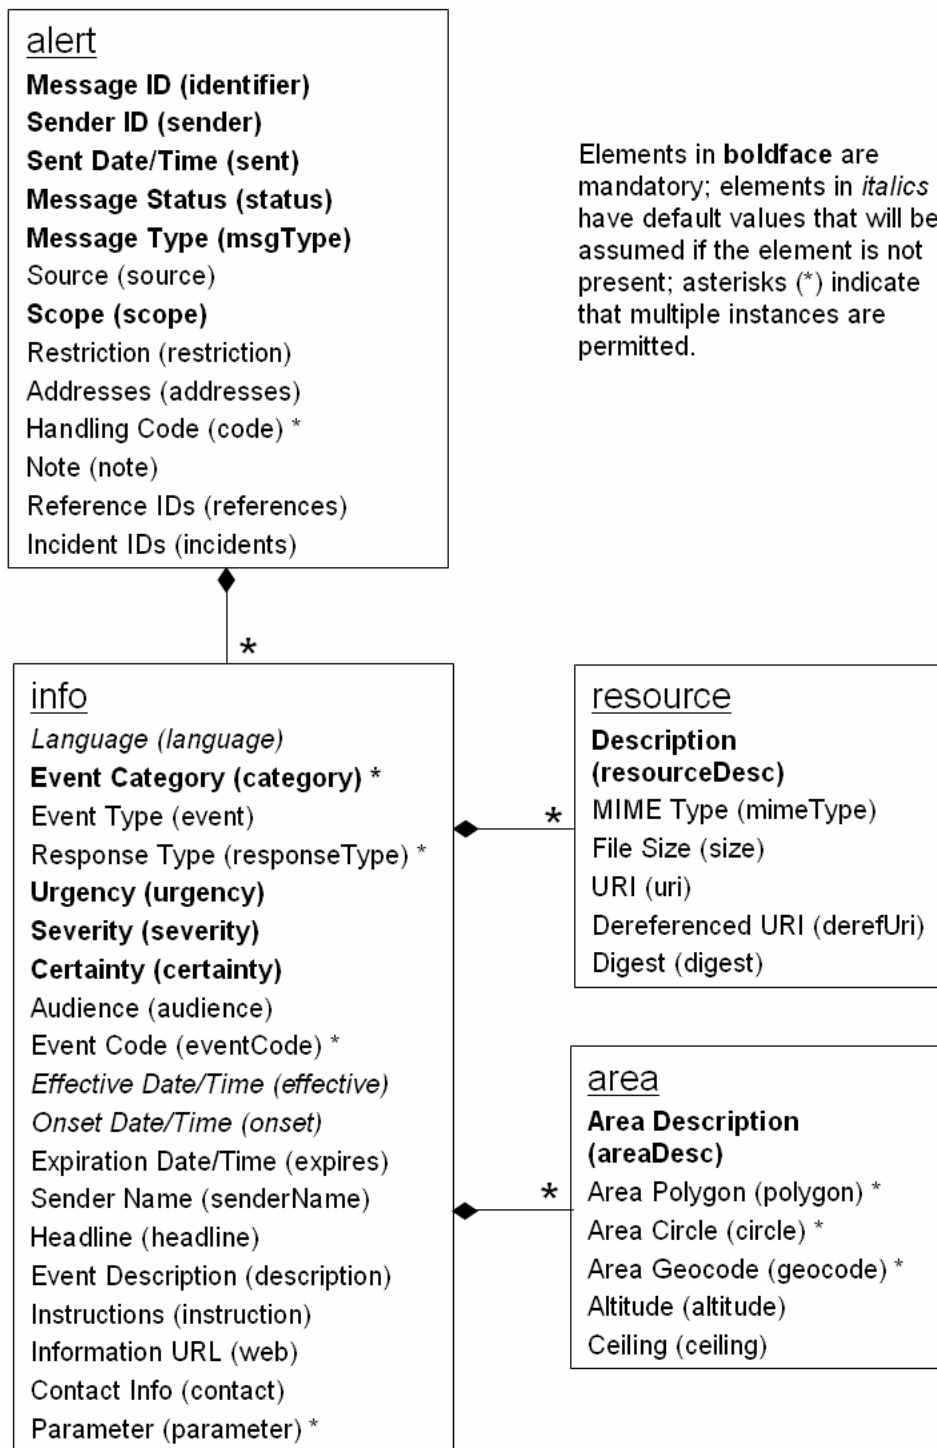 alert
Message ID (identifier)
Sender ID (sender)
Sent Date/Time (sent)
Message Status (status)
Message Type (msgType)
Source (source)
Scope (scope)
Restriction (restriction)
Addresses (addresses)
Handling Code (code) *
Note (note)
Reference IDs (references)
Incident IDs (incidents)
Elements in boldface are
mandatory; elements in italics
have default values that will be
assumed if the element is not
present; asterisks (*) indicate
that multiple instances are
permitted.
*
info
Language (language)
Event Category (category) *
Event Type (event)
Response Type (responseType) *
Urgency (urgency)
Severity (severity)
Certainty (certainty)
Audience (audience)
Event Code (eventCode) *
Effective Date/Time (effective)
Onset Date/Time (onset)
Expiration Date/Time (expires)
Sender Name (senderName)
Headline (headline)
Event Description (description)
Instructions (instruction)
Information URL (web)
Contact Info (contact)
Parameter (parameter) *
*
resource
Description
(resourceDesc)
MIME Type (mimeType)
File Size (size)
URI (uri)
Dereferenced URI (derefUri)
Digest (digest)
*
area
Area Description
(areaDesc)
Area Polygon (polygon) *
Area Circle (circle) *
Area Geocode (geocode) *
Altitude (altitude)
Ceiling (ceiling)